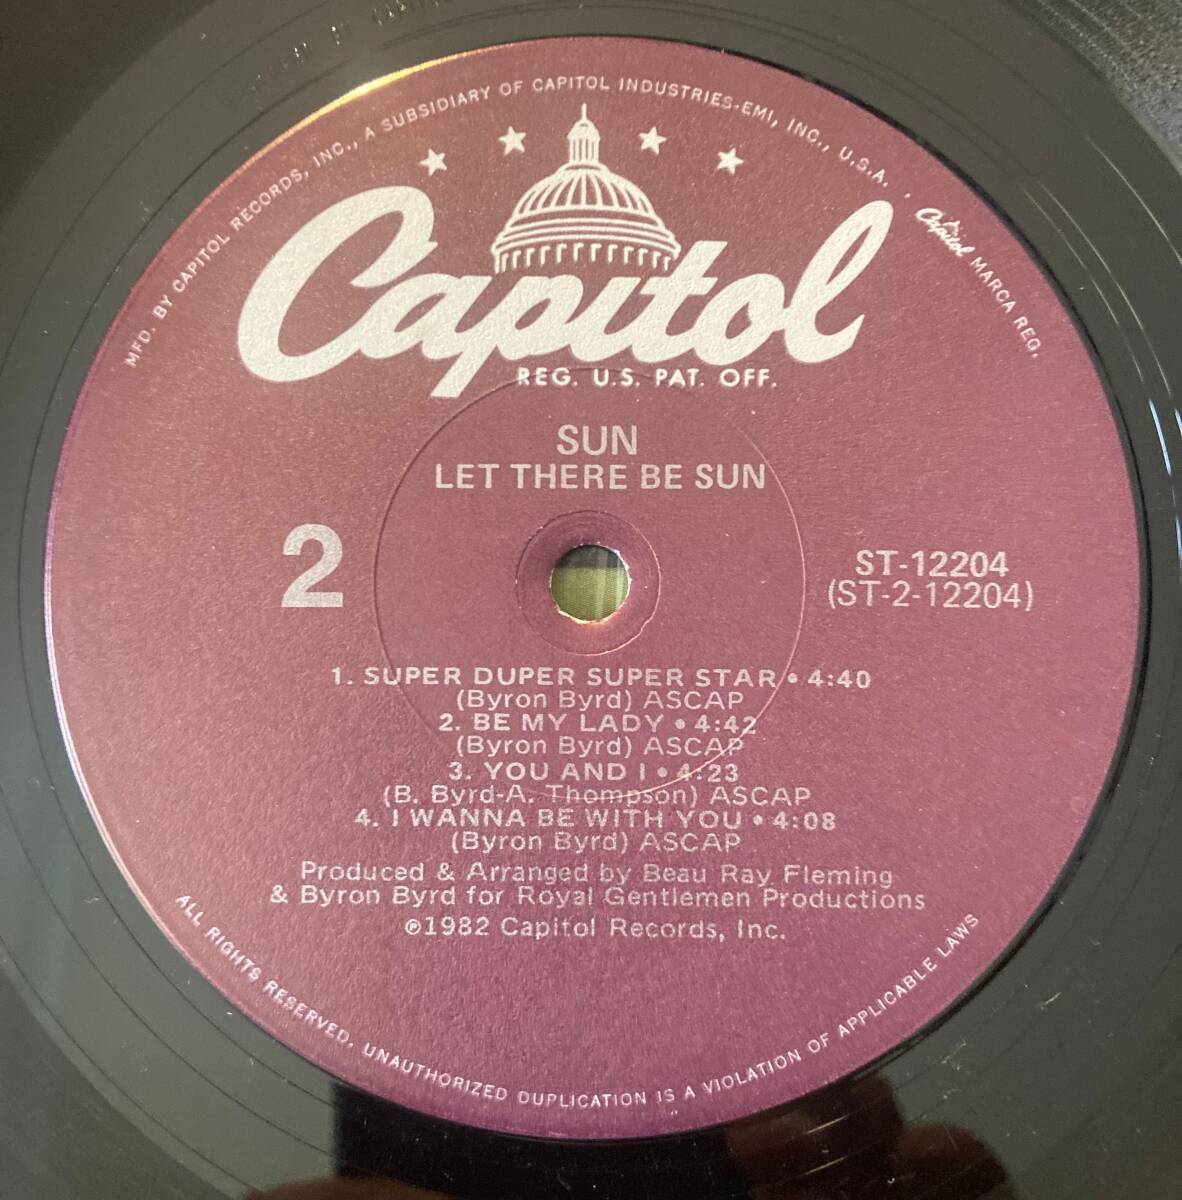 MFD. BY CAPITOL RECORDS, INC., A SUBSIDIARY OF CAPITOL INDUSTRIES-EMI, INC., U.S.A. . Capitol MARCA REG.
Capitol
REG. U.S. PAT. OFF.
SUN
LET THERE BE SUN
2
ST-12204
(ST-2-12204)
1. SUPER DUPER SUPER STAR • 4:40
(Byron Byrd) ASCAP
2. BE MY LADY • 4:42
(Byron Byrd) ASCAP
3. YOU AND I • 4:23
(B. Byrd-A. Thompson) ASCAP
4. I WANNA BE WITH YOU • 4:08
(Byron Byrd) ASCAP
Produced & Arranged by Beau Ray Fleming
& Byron Byrd for Royal Gentlemen Productions
℗1982 Capitol Records, Inc.
ALL RIGHTS RESERVED. UNAUTHORIZED DUPLICATION IS A VIOLATION OF APPLICABLE LAWS